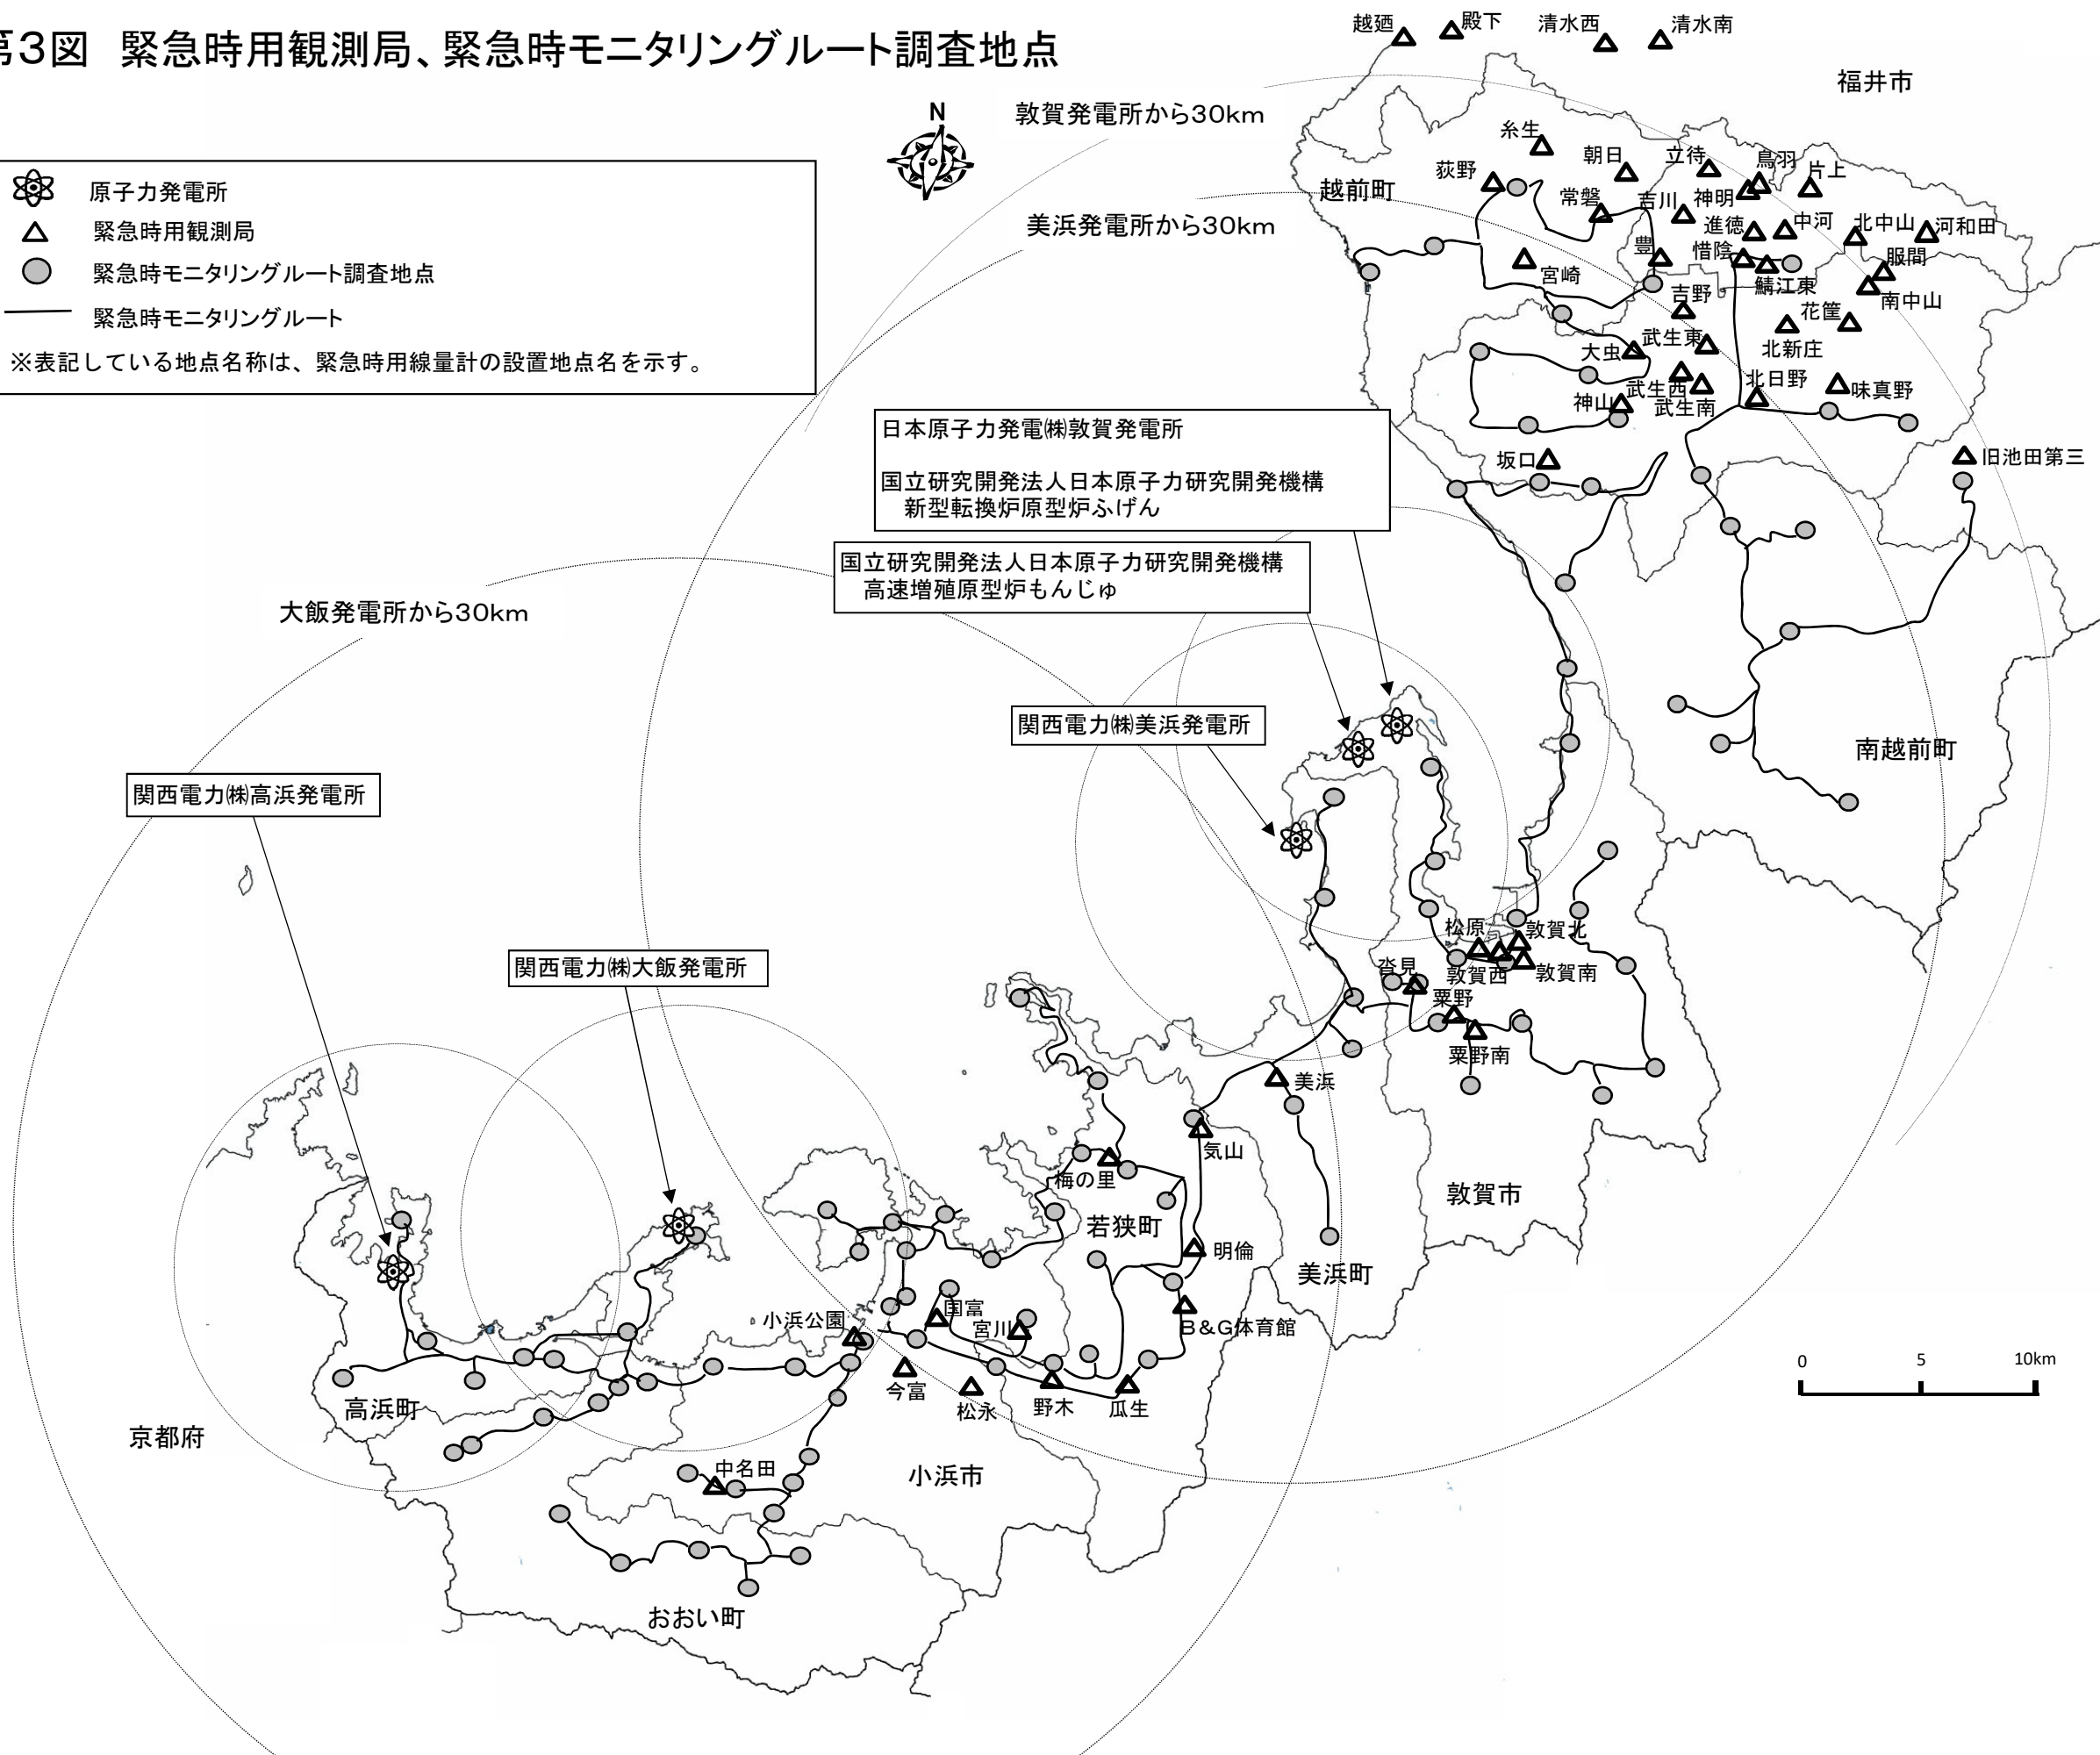 第3図 緊急時用観測局、緊急時モニタリングルート調査地点
原子力発電所
緊急時用観測局
緊急時モニタリングルート調査地点
緊急時モニタリングルート
※表記している地点名称は、緊急時用線量計の設置地点名を示す。
N
敦賀発電所から30km
美浜発電所から30km
大飯発電所から30km
越廼
殿下
清水西
清水南
福井市
糸生
朝日
立待
鳥羽
片上
荻野
越前町
常磐
吉川
神明
進徳
中河
北中山
河和田
豊
惜陰
服間
宮崎
鯖江東
吉野
花筐
南中山
大虫
武生東
北新庄
武生西
北日野
味真野
神山
武生南
坂口
旧池田第三
日本原子力発電㈱敦賀発電所
国立研究開発法人日本原子力研究開発機構
新型転換炉原型炉ふげん
国立研究開発法人日本原子力研究開発機構
高速増殖原型炉もんじゅ
関西電力㈱美浜発電所
南越前町
関西電力㈱高浜発電所
関西電力㈱大飯発電所
松原
敦賀北
沓見
敦賀西
敦賀南
粟野
粟野南
美浜
気山
梅の里
敦賀市
若狭町
明倫
美浜町
小浜公園
国富
宮川
B&G体育館
今富
松永
野木
瓜生
高浜町
京都府
中名田
小浜市
おおい町
0 5 10km